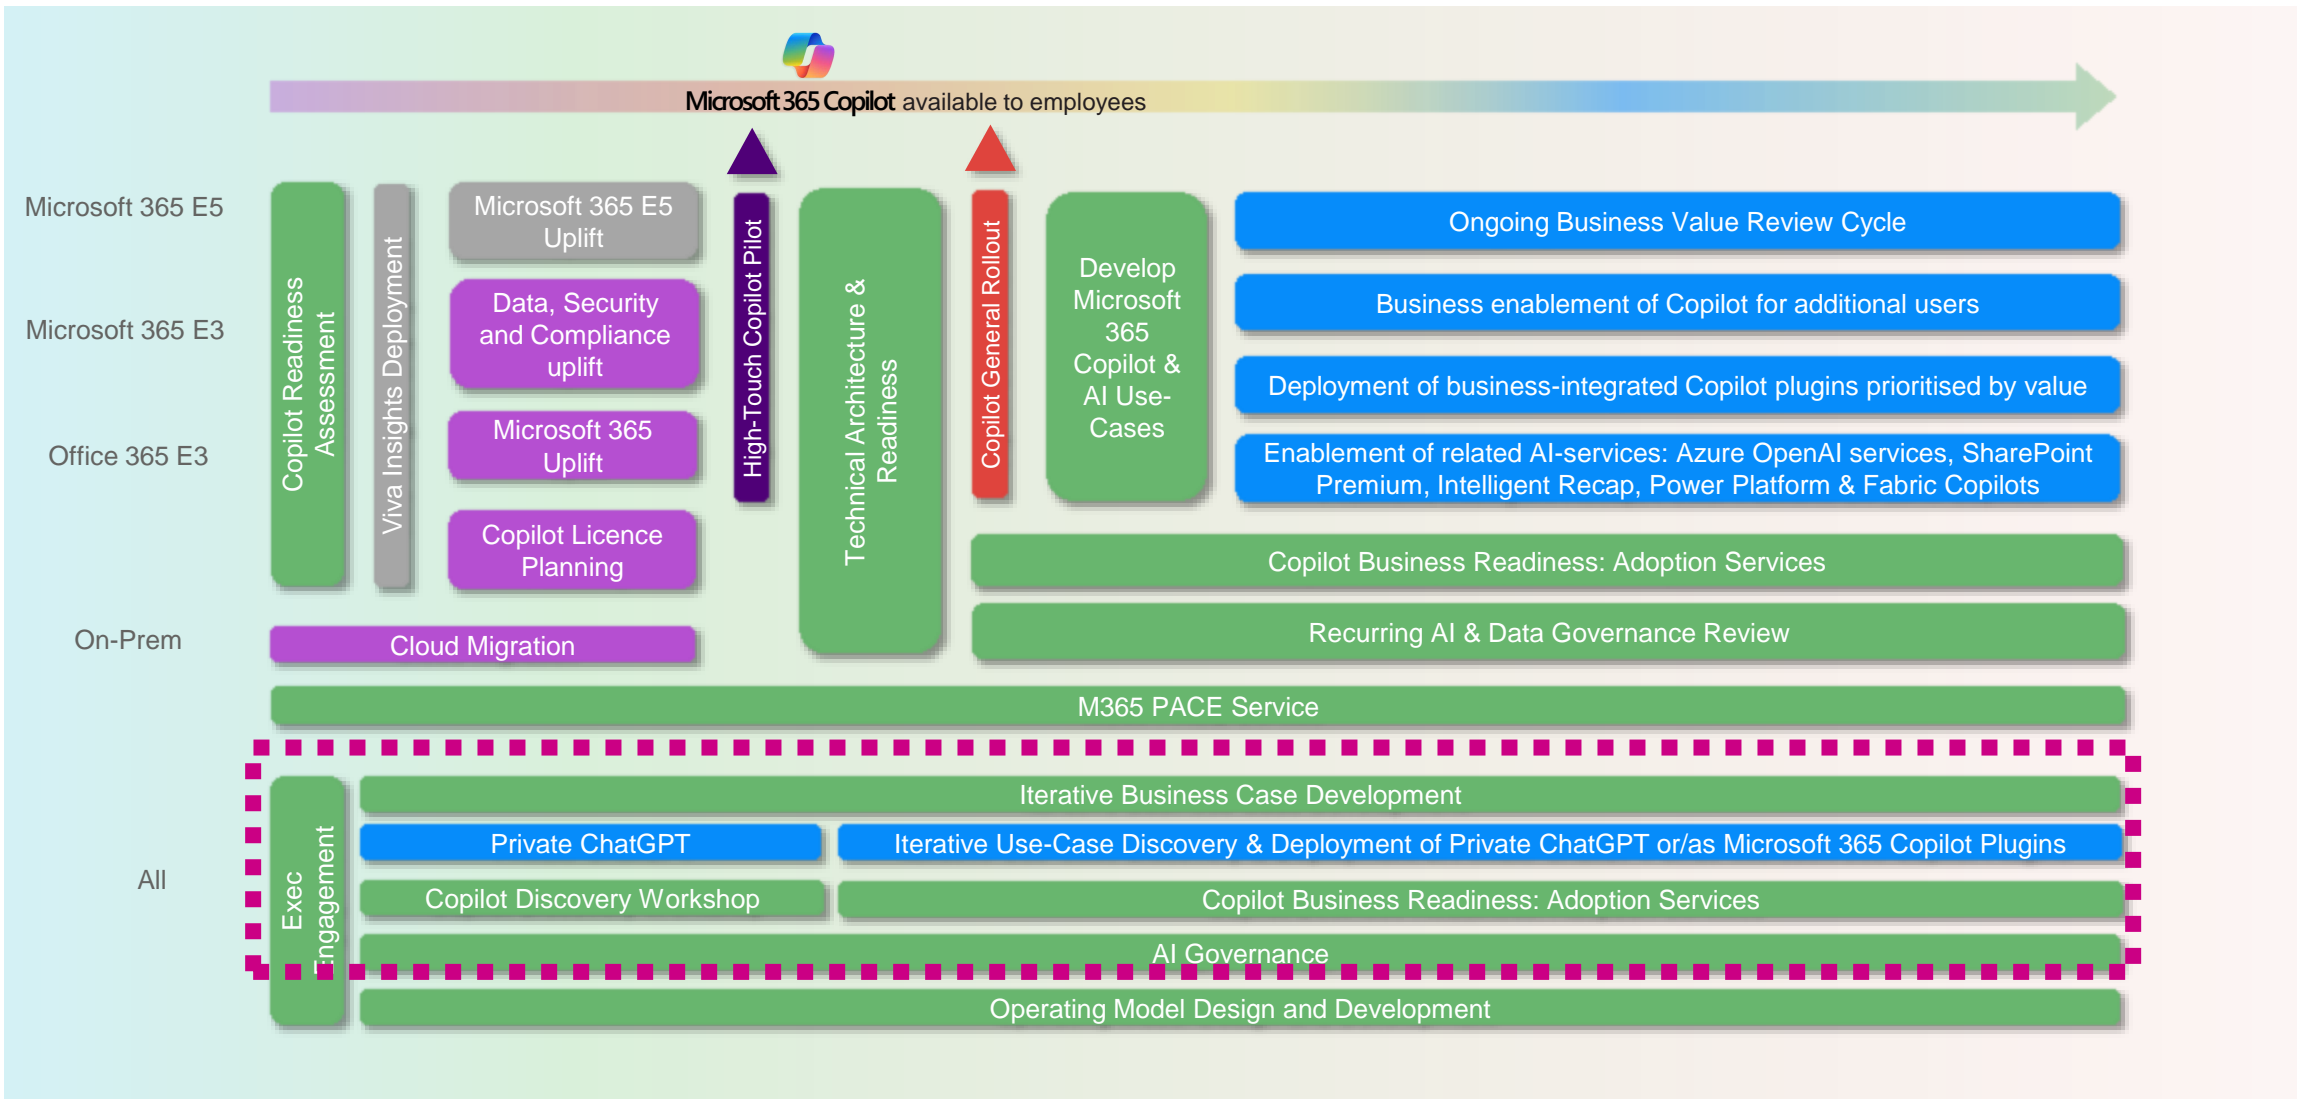 Microsoft 365 Copilot available to employees
Microsoft 365 E5
Microsoft 365 E3
Office 365 E3
On-Prem
All
Copilot Readiness
Assessment
Viva Insights Deployment
Microsoft 365 E5
Uplift
Data, Security
and Compliance
uplift
Microsoft 365
Uplift
Copilot Licence
Planning
Cloud Migration
High-Touch Copilot Pilot
Technical Architecture &
Readiness
Copilot General Rollout
Develop
Microsoft
365
Copilot &
AI Use-
Cases
Ongoing Business Value Review Cycle
Business enablement of Copilot for additional users
Deployment of business-integrated Copilot plugins prioritised by value
Enablement of related AI-services: Azure OpenAI services, SharePoint
Premium, Intelligent Recap, Power Platform & Fabric Copilots
Copilot Business Readiness: Adoption Services
Recurring AI & Data Governance Review
M365 PACE Service
Exec
Engagement
Iterative Business Case Development
Private ChatGPT
Iterative Use-Case Discovery & Deployment of Private ChatGPT or/as Microsoft 365 Copilot Plugins
Copilot Discovery Workshop
Copilot Business Readiness: Adoption Services
AI Governance
Operating Model Design and Development